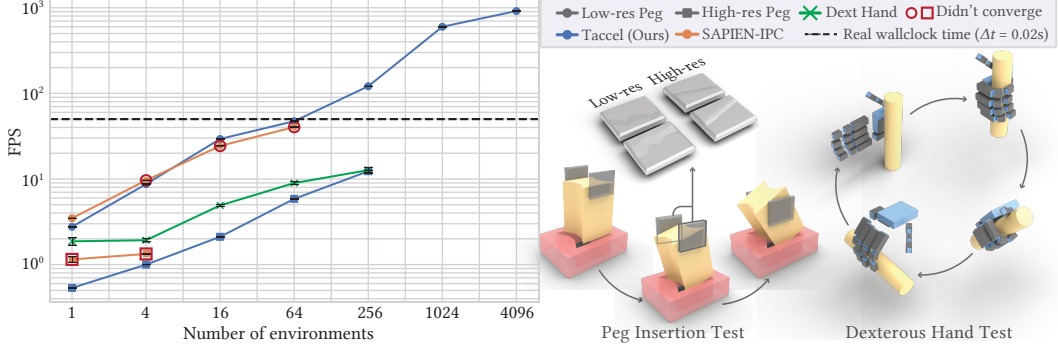 10³
10²
10¹
10⁰
FPS
1 4 16 64 256 1024 4096
Number of environments
Low-res Peg High-res Peg Dext Hand Didn't converge
Taccel (Ours) SAPIEN-IPC Real wallclock time (Δt = 0.02s)
Low-res High-res
Peg Insertion Test
Dexterous Hand Test